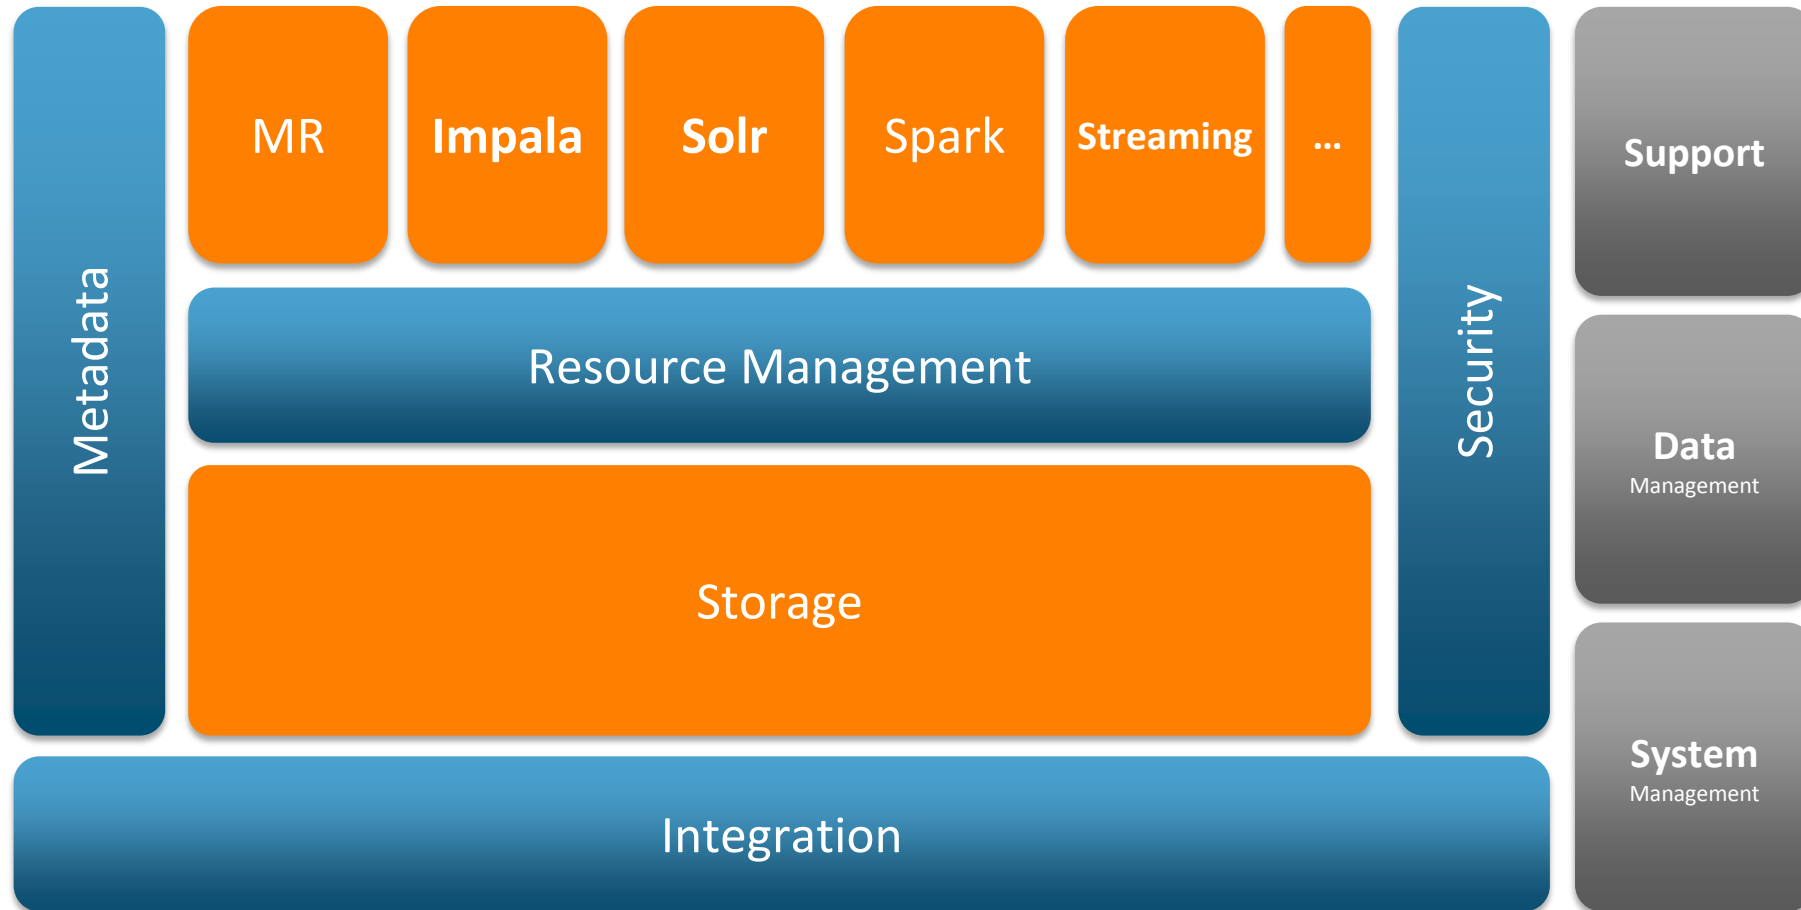 Metadata
MR
Impala
Solr
Spark
Streaming
...
Resource Management
Storage
Security
Integration
Support
Data
Management
System
Management